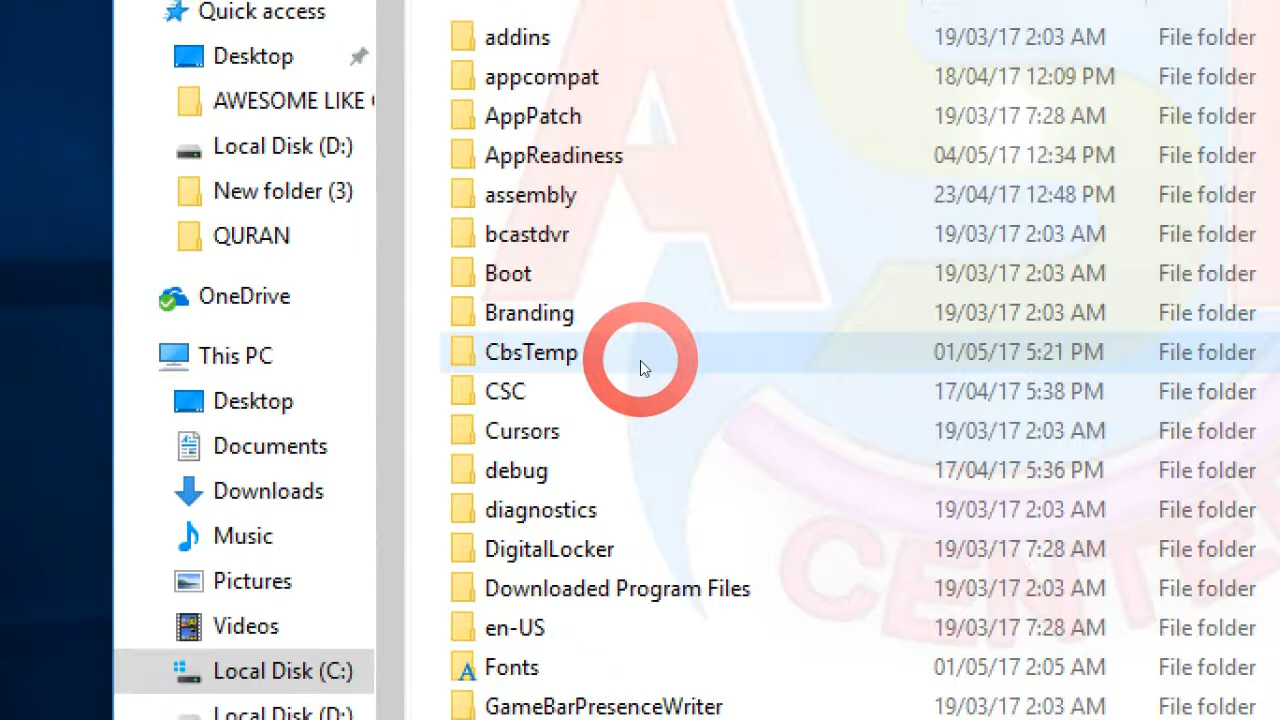 Quick access
Desktop
AWESOME LIKE
Local Disk (D:)
New folder (3)
QURAN
OneDrive
This PC
Desktop
Documents
Downloads
Music
Pictures
Videos
Local Disk (C:)
Local Disk (D:)
addins 19/03/17 2:03 AM File folder
appcompat 18/04/17 12:09 PM File folder
AppPatch 19/03/17 7:28 AM File folder
AppReadiness 04/05/17 12:34 PM File folder
assembly 23/04/17 12:48 PM File folder
bcastdvr 19/03/17 2:03 AM File folder
Boot 19/03/17 2:03 AM File folder
Branding 19/03/17 2:03 AM File folder
CbsTemp 01/05/17 5:21 PM File folder
CSC 17/04/17 5:38 PM File folder
Cursors 19/03/17 2:03 AM File folder
debug 17/04/17 5:36 PM File folder
diagnostics 19/03/17 2:03 AM File folder
DigitalLocker 19/03/17 7:28 AM File folder
Downloaded Program Files 19/03/17 2:03 AM File folder
en-US 19/03/17 7:28 AM File folder
Fonts 01/05/17 2:05 AM File folder
GameBarPresenceWriter 19/03/17 2:03 AM File folder